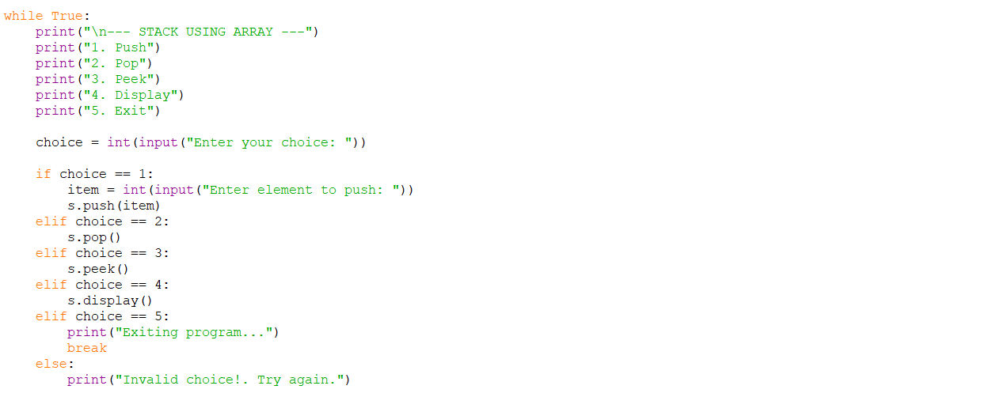 while True:
    print("\n--- STACK USING ARRAY ---")
    print("1. Push")
    print("2. Pop")
    print("3. Peek")
    print("4. Display")
    print("5. Exit")

    choice = int(input("Enter your choice: "))

    if choice == 1:
        item = int(input("Enter element to push: "))
        s.push(item)
    elif choice == 2:
        s.pop()
    elif choice == 3:
        s.peek()
    elif choice == 4:
        s.display()
    elif choice == 5:
        print("Exiting program...")
        break
    else:
        print("Invalid choice!. Try again.")